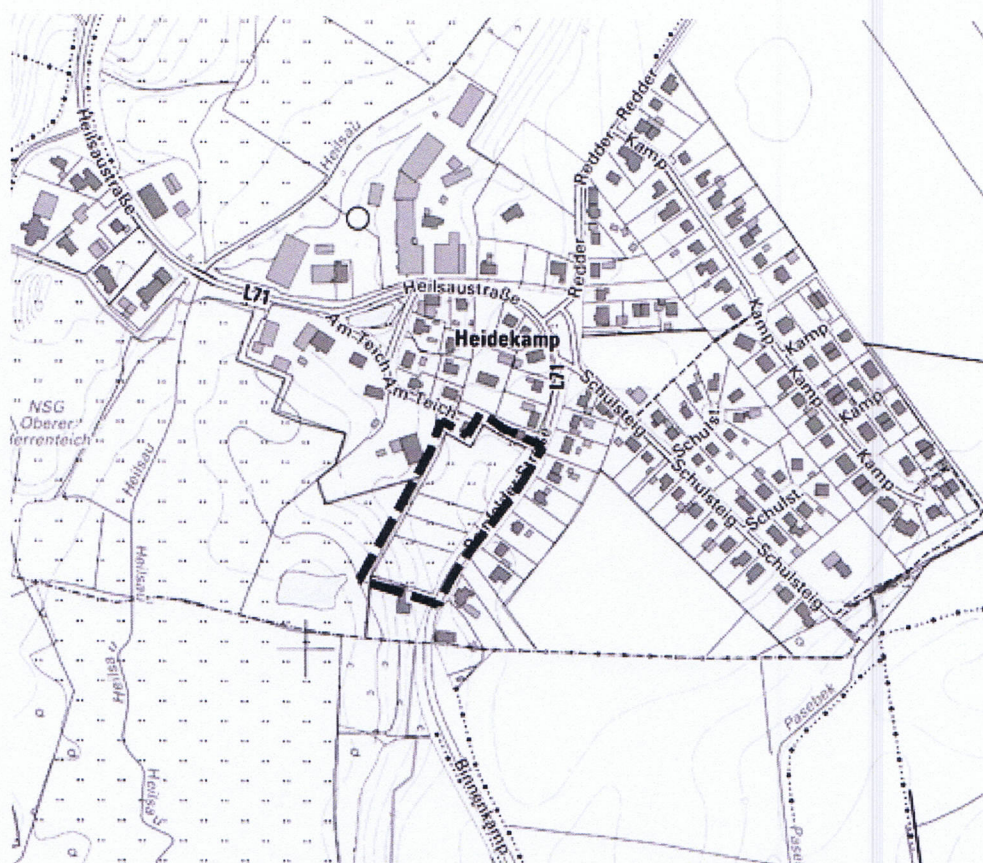 Redder
Redder
Kamp
Heilsau
Heilsaustraße
Redder
L71
Heilsaustraße
Kamp
Am-Teich
Heidekamp
Kamp
L71
Schulsteig
Kamp
Am-Teich
Kamp
NSG
Oberer
Herrenteich
Schulst
Heilsau
Schulsteig
Kamp
Schulst
Heilsau
Schulsteig
Heilsau
Pasebek
Heilsau
Binnenkamp